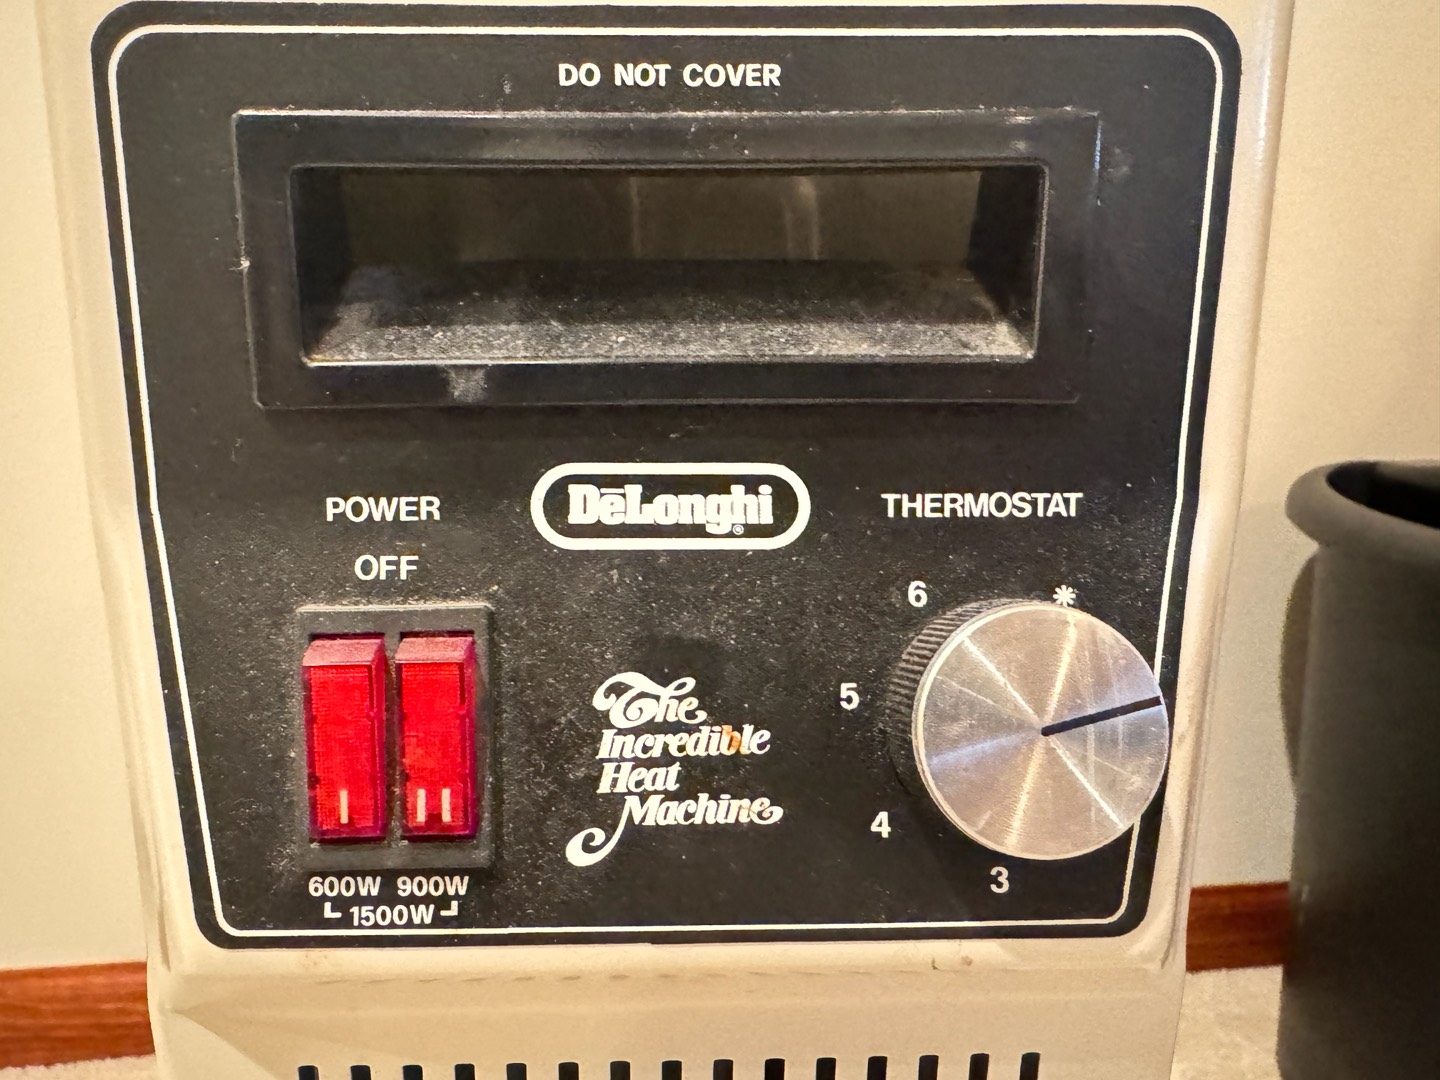 DO NOT COVER
DēLonghi®
POWER
OFF
I II
600W 900W
1500W
The
Incredible
Heat
Machine
THERMOSTAT
*
6
5
4
3